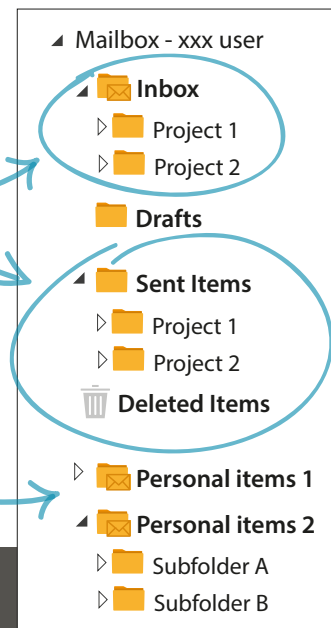 Mailbox - xxx user
Inbox
Project 1
Project 2
Drafts
Sent Items
Project 1
Project 2
Deleted Items
Personal items 1
Personal items 2
Subfolder A
Subfolder B